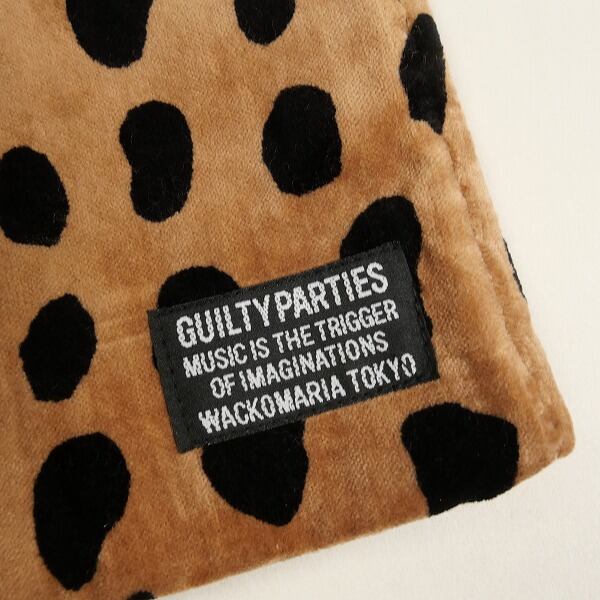 GUILTY PARTIES
MUSIC IS THE TRIGGER
OF IMAGINATIONS
WACKOMARIA TOKYO